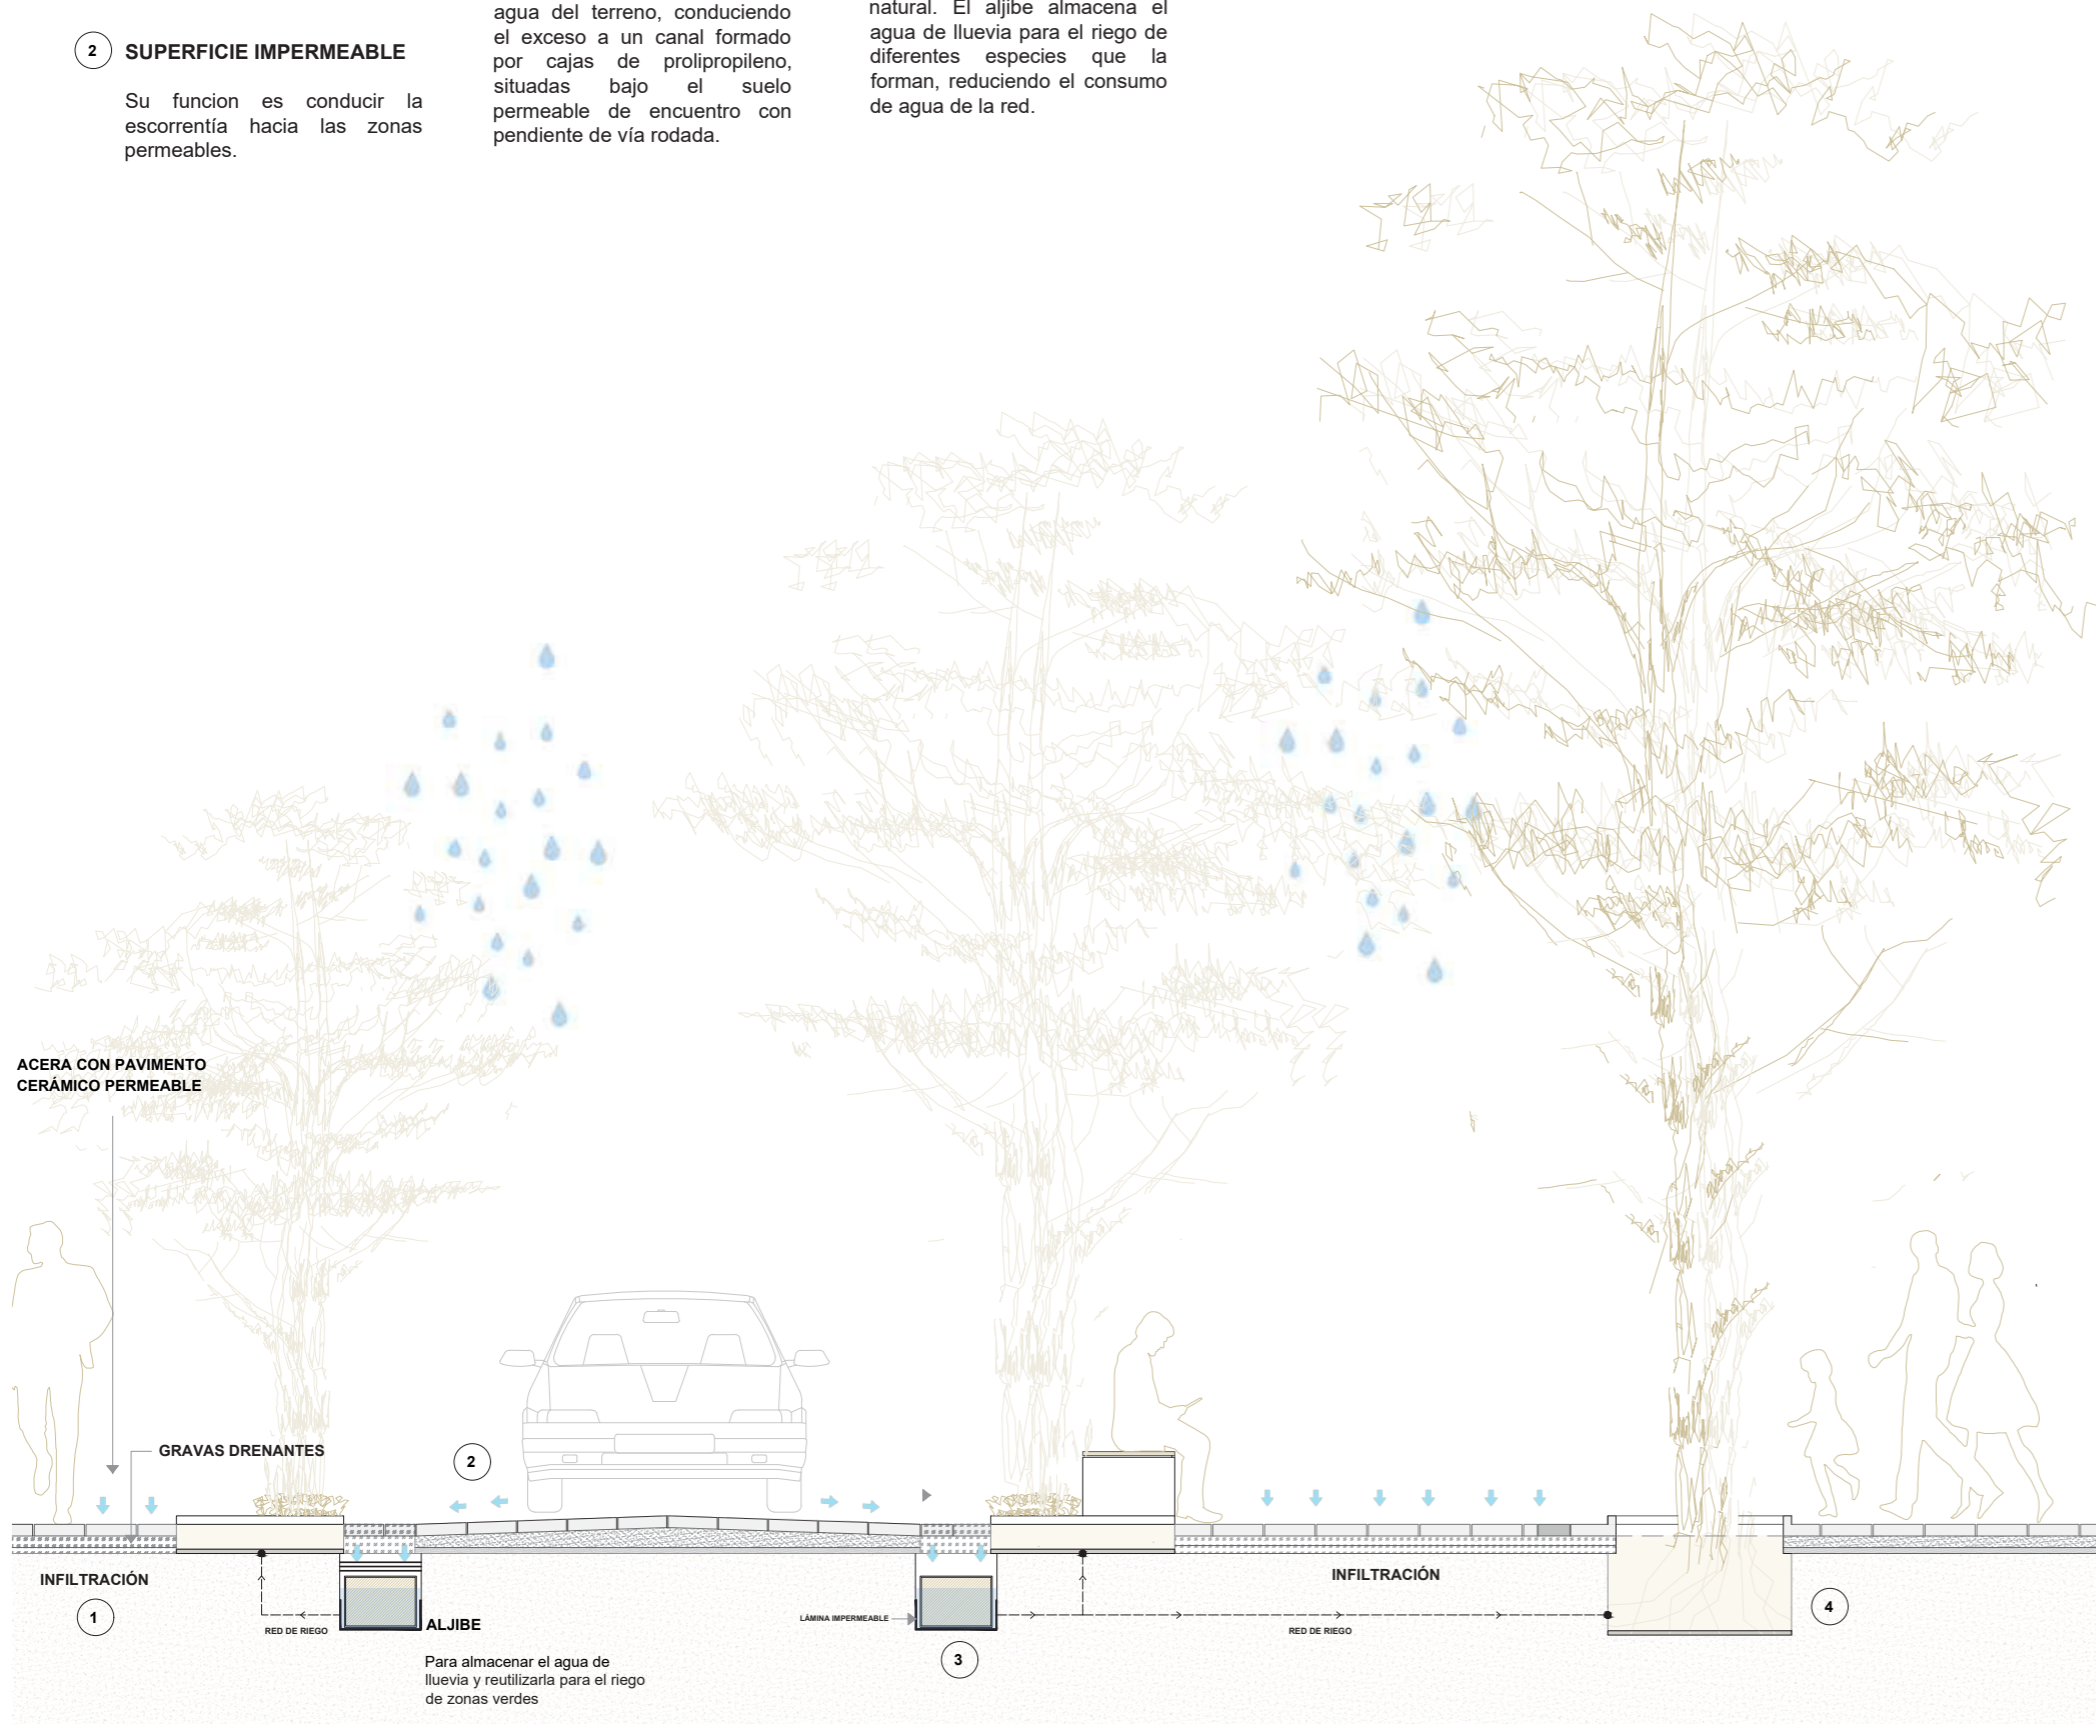 2 SUPERFICIE IMPERMEABLE
Su funcion es conducir la
escorrentía hacia las zonas
permeables.
agua del terreno, conduciendo
el exceso a un canal formado
por cajas de prolipropileno,
situadas bajo el suelo
permeable de encuentro con
pendiente de vía rodada.
natural. El aljibe almacena el
agua de lluevia para el riego de
diferentes especies que la
forman, reduciendo el consumo
de agua de la red.
ACERA CON PAVIMENTO
CERÁMICO PERMEABLE
GRAVAS DRENANTES
2
INFILTRACIÓN
1
RED DE RIEGO
ALJIBE
Para almacenar el agua de
lluevia y reutilizarla para el riego
de zonas verdes
LÁMINA IMPERMEABLE
3
INFILTRACIÓN
RED DE RIEGO
4